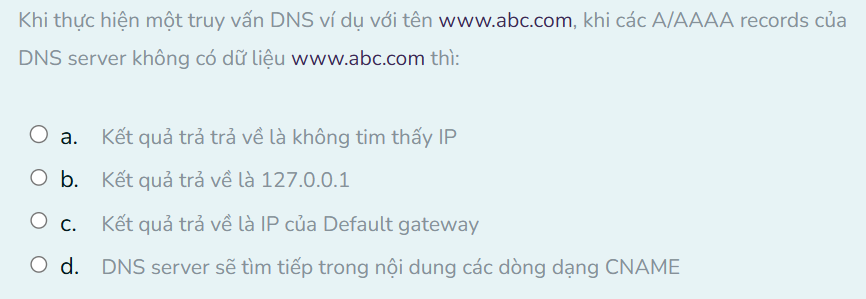 Khi thực hiện một truy vấn DNS ví dụ với tên www.abc.com, khi các A/AAAA records của
DNS server không có dữ liệu www.abc.com thì:
a. Kết quả trả trả về là không tim thấy IP
b. Kết quả trả về là 127.0.0.1
c. Kết quả trả về là IP của Default gateway
d. DNS server sẽ tìm tiếp trong nội dung các dòng dạng CNAME